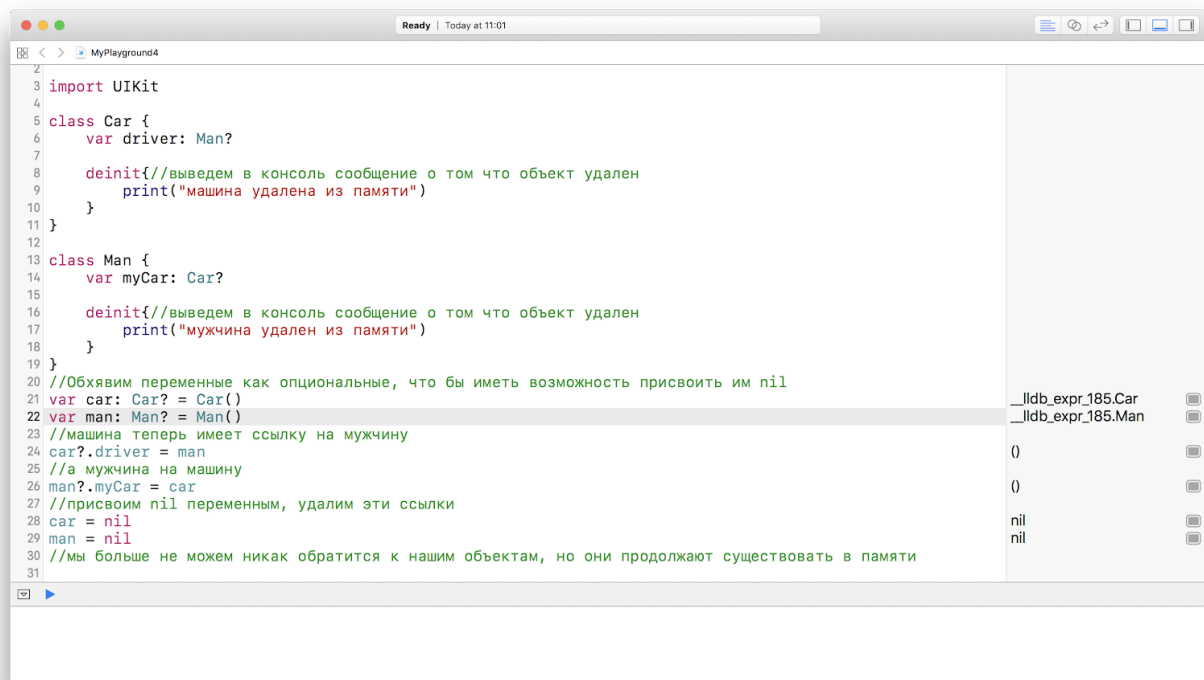 Ready | Today at 11:01
MyPlayground4
2
3 import UIKit
4
5 class Car {
6     var driver: Man?
7
8     deinit{//выведем в консоль сообщение о том что объект удален
9         print("машина удалена из памяти")
10     }
11 }
12
13 class Man {
14     var myCar: Car?
15
16     deinit{//выведем в консоль сообщение о том что объект удален
17         print("мужчина удален из памяти")
18     }
19 }
20 //Обхявим переменные как опциональные, что бы иметь возможность присвоить им nil
21 var car: Car? = Car() __lldb_expr_185.Car
22 var man: Man? = Man() __lldb_expr_185.Man
23 //машина теперь имеет ссылку на мужчину
24 car?.driver = man ()
25 //а мужчина на машину
26 man?.myCar = car ()
27 //присвоим nil переменным, удалим эти ссылки
28 car = nil nil
29 man = nil nil
30 //мы больше не можем никак обратится к нашим объектам, но они продолжают существовать в памяти
31